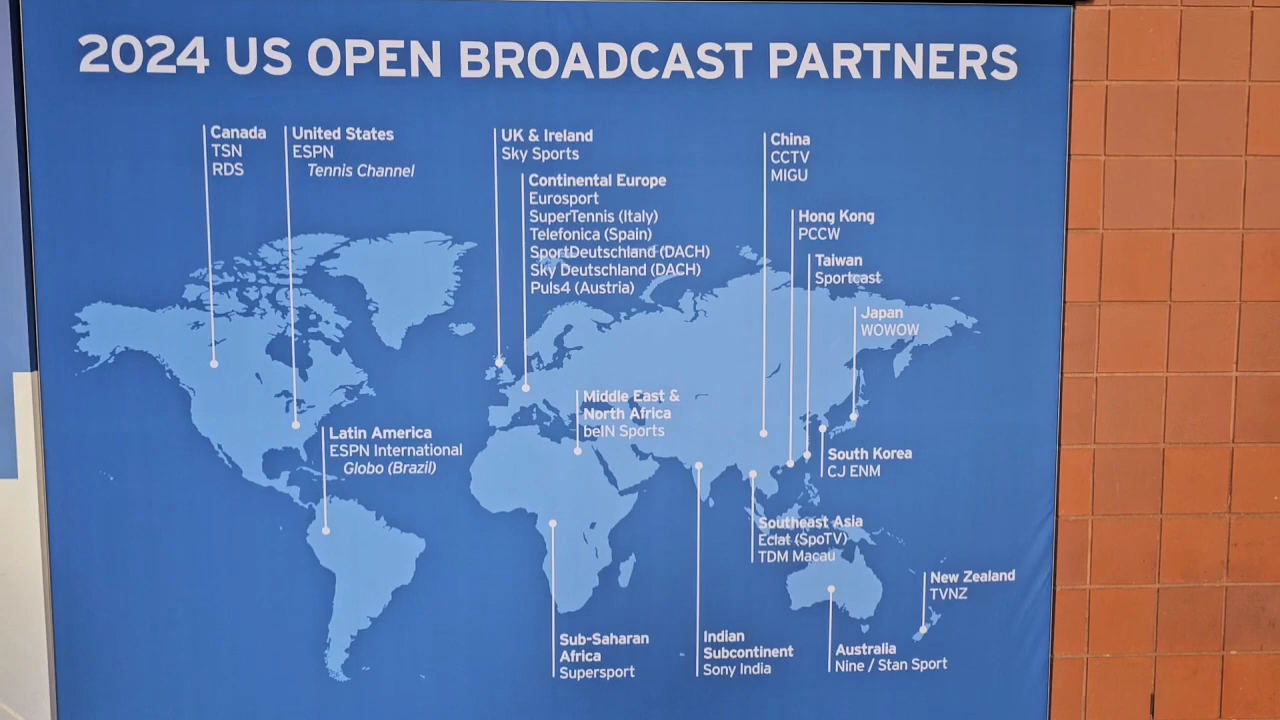 2024 US OPEN BROADCAST PARTNERS
Canada
TSN
RDS
United States
ESPN
Tennis Channel
UK & Ireland
Sky Sports
Continental Europe
Eurosport
SuperTennis (Italy)
Telefonica (Spain)
SportDeutschland (DACH)
Sky Deutschland (DACH)
Puls4 (Austria)
China
CCTV
MIGU
Hong Kong
PCCW
Taiwan
Sportcast
Japan
WOWOW
Middle East &
North Africa
beIN Sports
Latin America
ESPN International
Globo (Brazil)
South Korea
CJ ENM
Southeast Asia
Eclat (SpoTV)
TDM Macau
New Zealand
TVNZ
Sub-Saharan
Africa
Supersport
Indian
Subcontinent
Sony India
Australia
Nine / Stan Sport